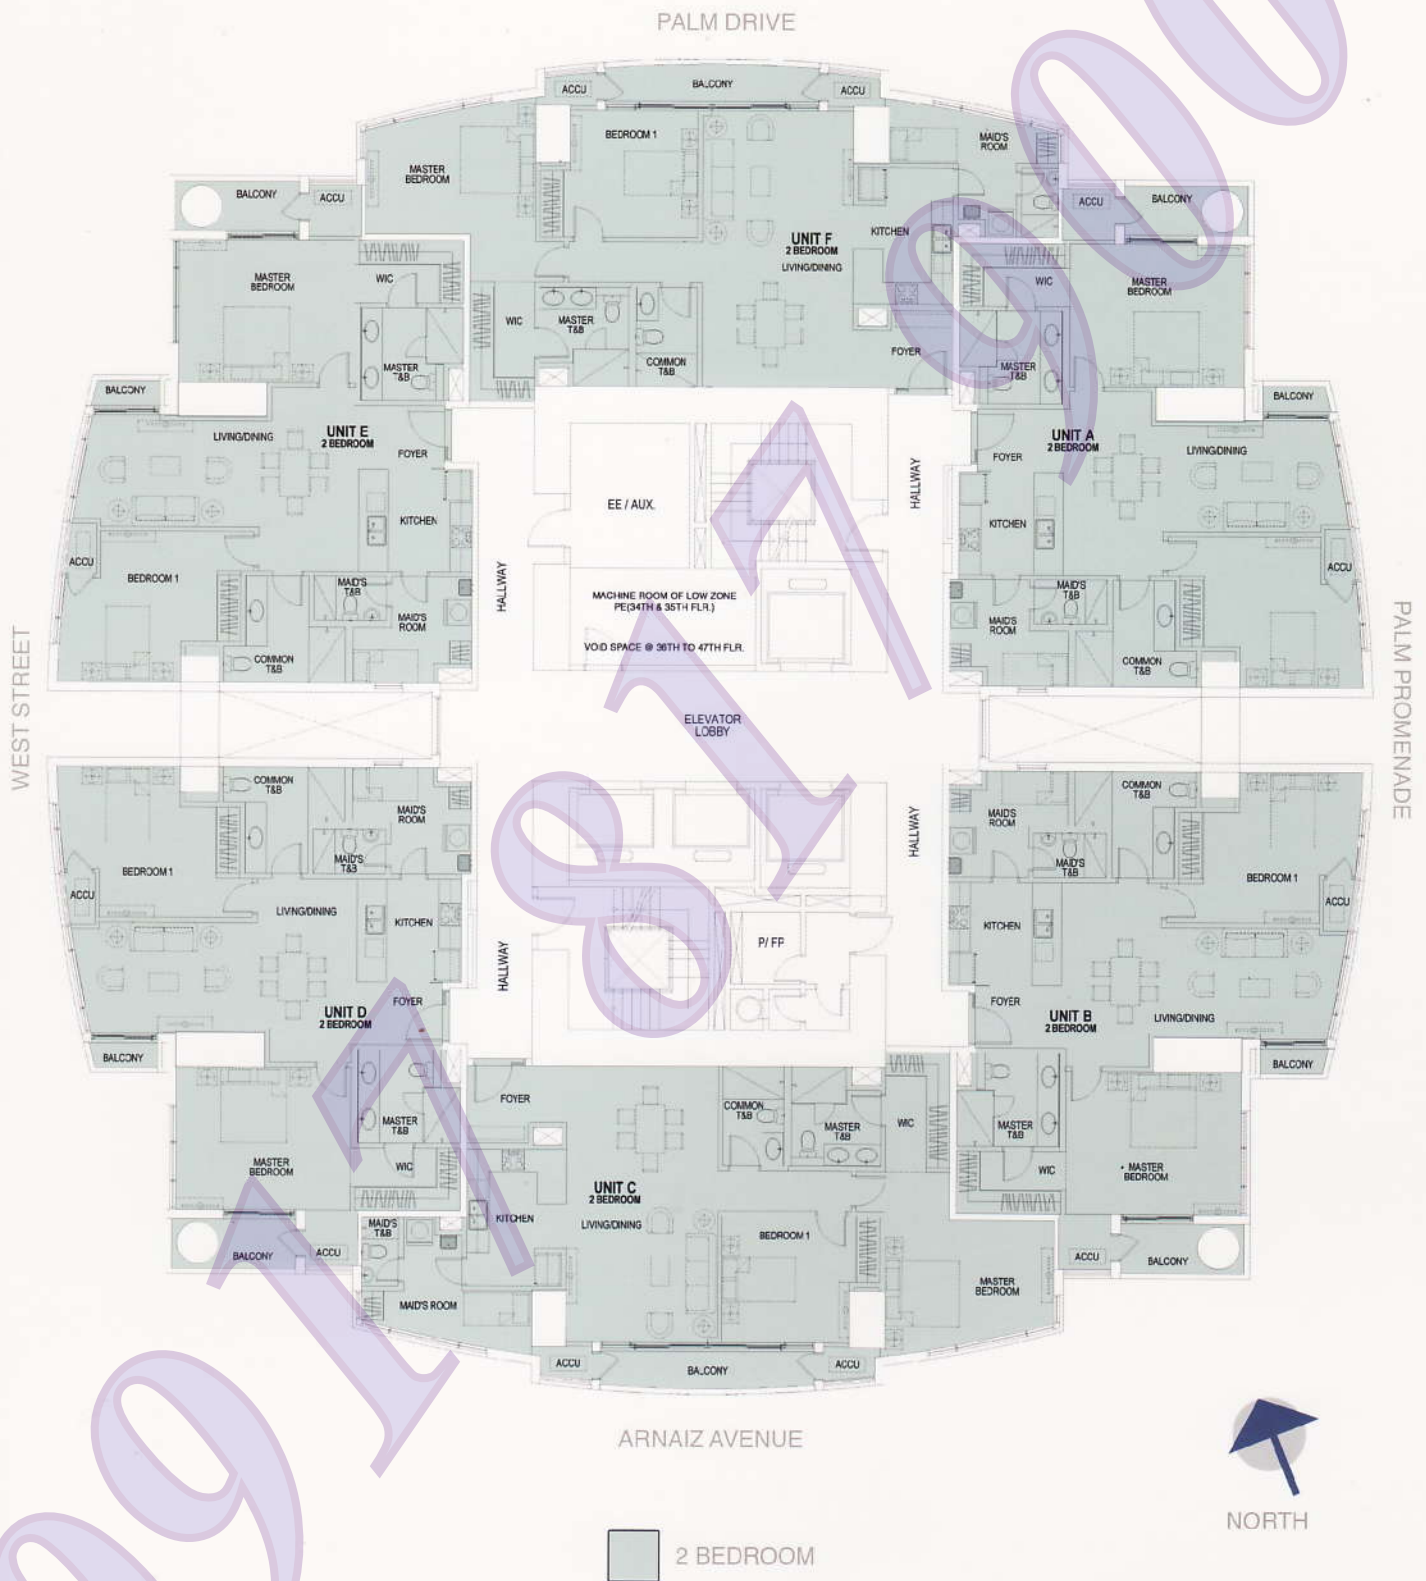 PALM DRIVE
ACCU
BALCONY
ACCU
BEDROOM 1
MAID'S
ROOM
MASTER
BEDROOM
BALCONY
ACCU
ACCU
BALCONY
UNIT F
2 BEDROOM
LIVING/DINING
KITCHEN
MASTER
BEDROOM
WIC
WIC
MASTER
BEDROOM
WIC
MASTER
T&B
COMMON
T&B
FOYER
MASTER
T&B
MASTER
T&B
BALCONY
BALCONY
UNIT E
2 BEDROOM
LIVING/DINING
FOYER
UNIT A
2 BEDROOM
LIVING/DINING
FOYER
HALLWAY
EE / AUX.
KITCHEN
KITCHEN
ACCU
BEDROOM 1
MAID'S
T&B
MAID'S
ROOM
COMMON
T&B
HALLWAY
MACHINE ROOM OF LOW ZONE
PE(34TH & 35TH FLR.)
VOID SPACE @ 36TH TO 47TH FLR.
MAID'S
T&B
MAID'S
ROOM
COMMON
T&B
ACCU
WEST STREET
PALM PROMENADE
ELEVATOR
LOBBY
COMMON
T&B
MAID'S
ROOM
MAID'S
T&B
BEDROOM 1
ACCU
HALLWAY
COMMON
T&B
MAID'S
ROOM
MAID'S
T&B
BEDROOM 1
ACCU
LIVING/DINING
KITCHEN
KITCHEN
HALLWAY
P/ FP
FOYER
UNIT D
2 BEDROOM
FOYER
UNIT B
2 BEDROOM
LIVING/DINING
BALCONY
BALCONY
FOYER
COMMON
T&B
MASTER
T&B
WIC
MASTER
T&B
MASTER
T&B
MASTER
BEDROOM
WIC
WIC
MASTER
BEDROOM
UNIT C
2 BEDROOM
LIVING/DINING
KITCHEN
BEDROOM 1
MAID'S
T&B
BALCONY
ACCU
ACCU
BALCONY
MASTER
BEDROOM
MAID'S ROOM
ACCU
BALCONY
ACCU
ARNAIZ AVENUE
NORTH
2 BEDROOM
0917 817 900